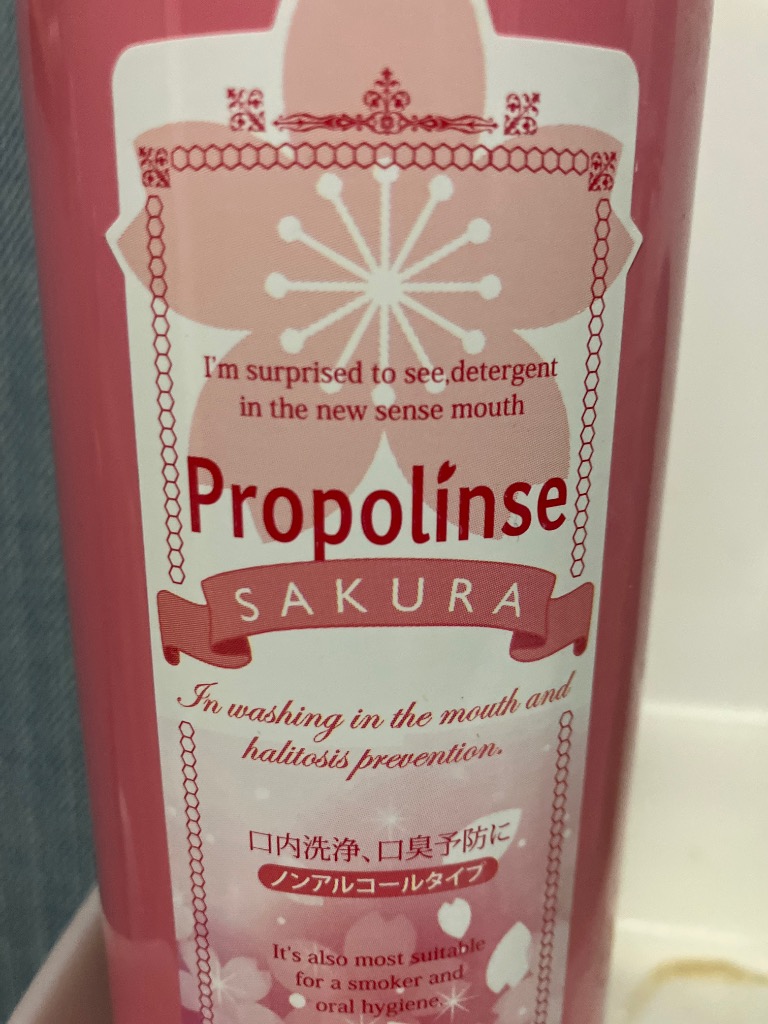 I'm surprised to see,detergent
in the new sense mouth
Propolinse
SAKURA
In washing in the mouth and
halitosis prevention.
口内洗浄、口臭予防に
ノンアルコールタイプ
It's also most suitable
for a smoker and
oral hygiene.